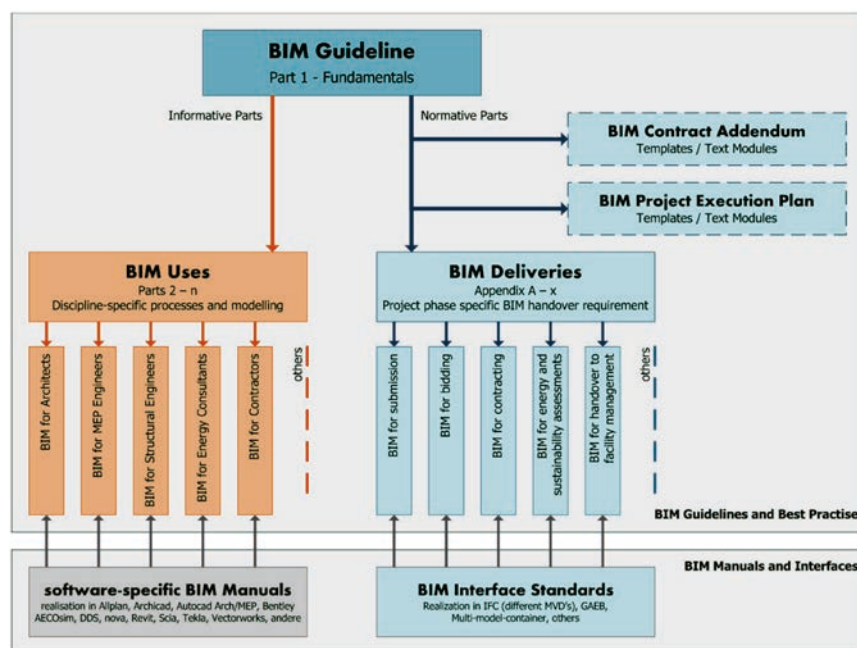 BIM Guideline
Part 1 - Fundamentals
Informative Parts
Normative Parts
BIM Contract Addendum
Templates / Text Modules
BIM Project Execution Plan
Templates / Text Modules
BIM Uses
Parts 2 – n
Discipline-specific processes and modelling
BIM Deliveries
Appendix A – x
Project phase specific BIM handover requirement
BIM for Architects
BIM for MEP Engineers
BIM for Structural Engineers
BIM for Energy Consultants
BIM for Contractors
others
BIM for submission
BIM for bidding
BIM for contracting
BIM for energy and
sustainability assessments
BIM for handover to
facility management
others
BIM Guidelines and Best Practise
BIM Manuals and Interfaces
software-specific BIM Manuals
realisation in Allplan, Archicad, Autocad Arch/MEP, Bentley
AECOsim, DDS, nova, Revit, Scia, Tekla, Vectorworks, andere
BIM Interface Standards
Realization in IFC (different MVD's), GAEB,
Multi-model-container, others